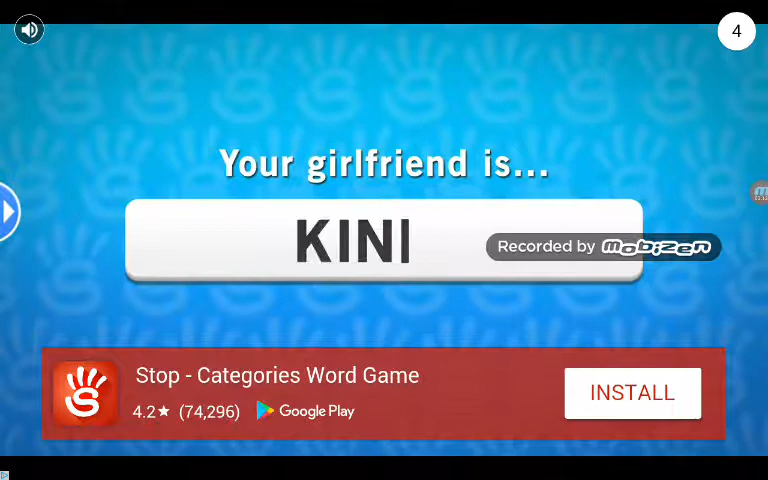 4
Your girlfriend is...
KINI
Recorded by mobizen
Stop - Categories Word Game
4.2★ (74,296) Google Play
INSTALL